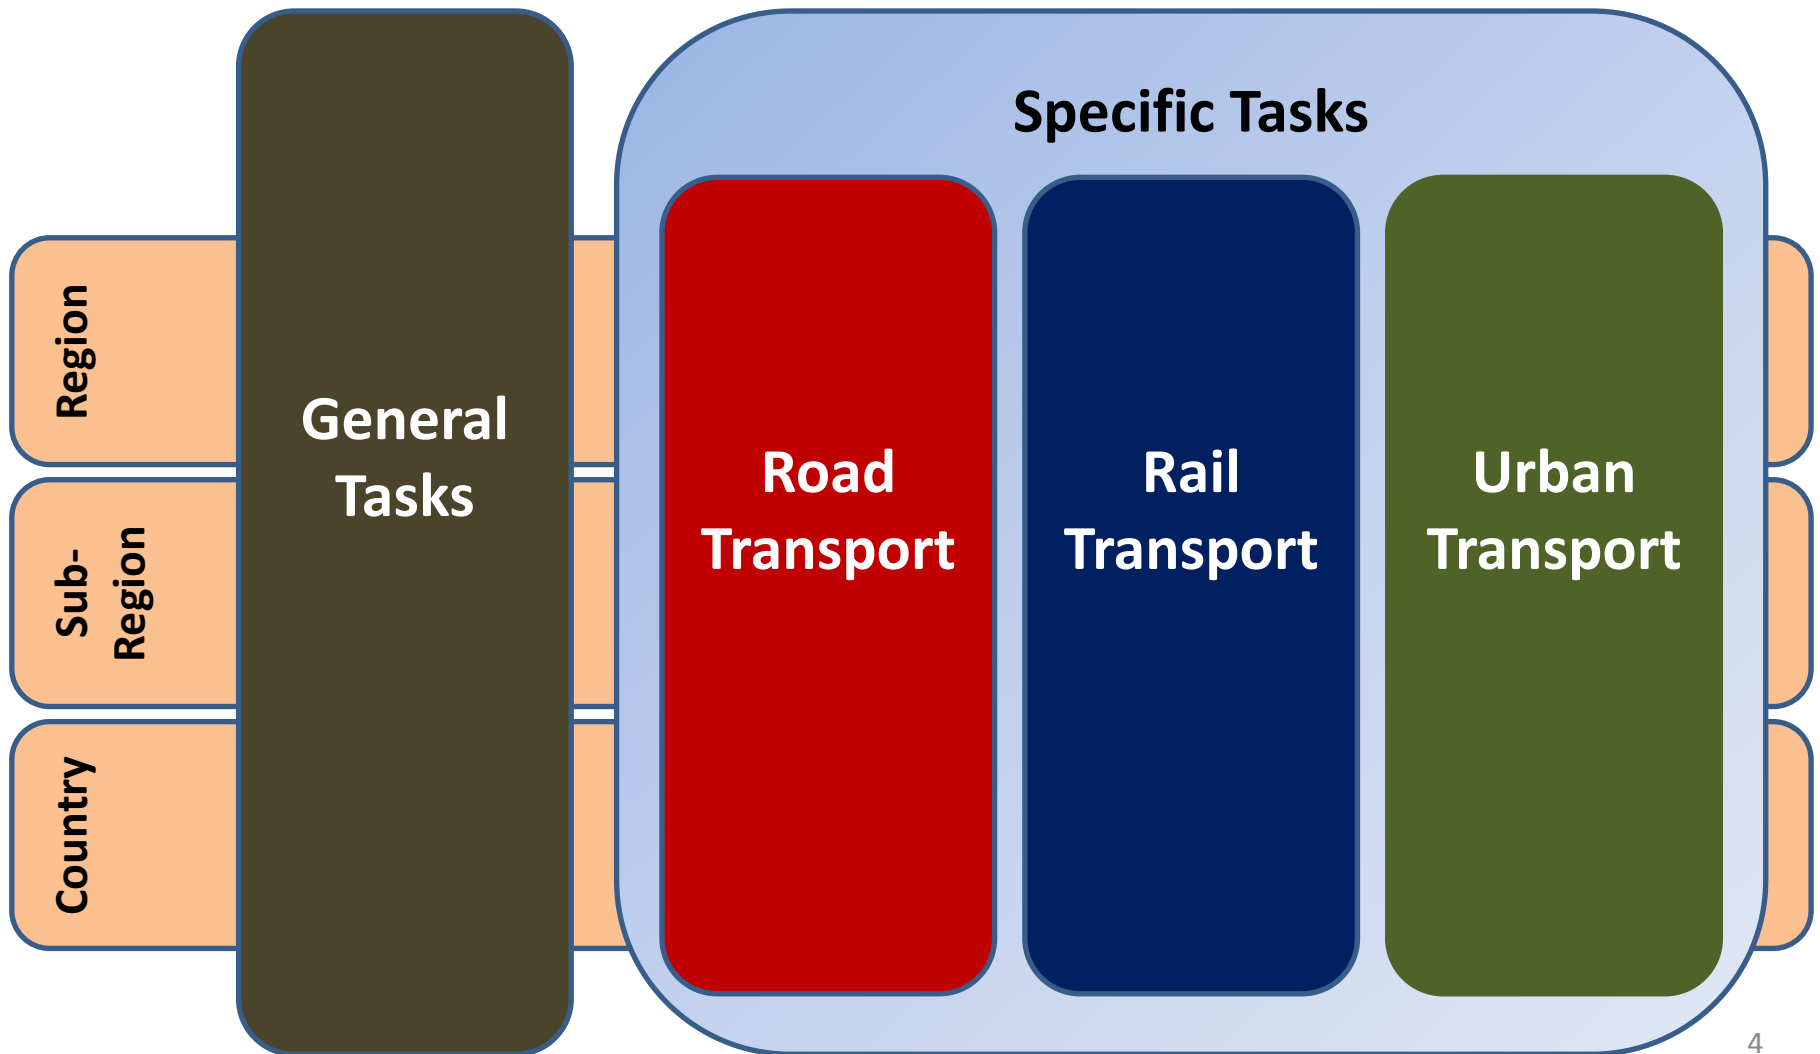 Specific Tasks
Region
Sub-
Region
Country
General
Tasks
Road
Transport
Rail
Transport
Urban
Transport
4